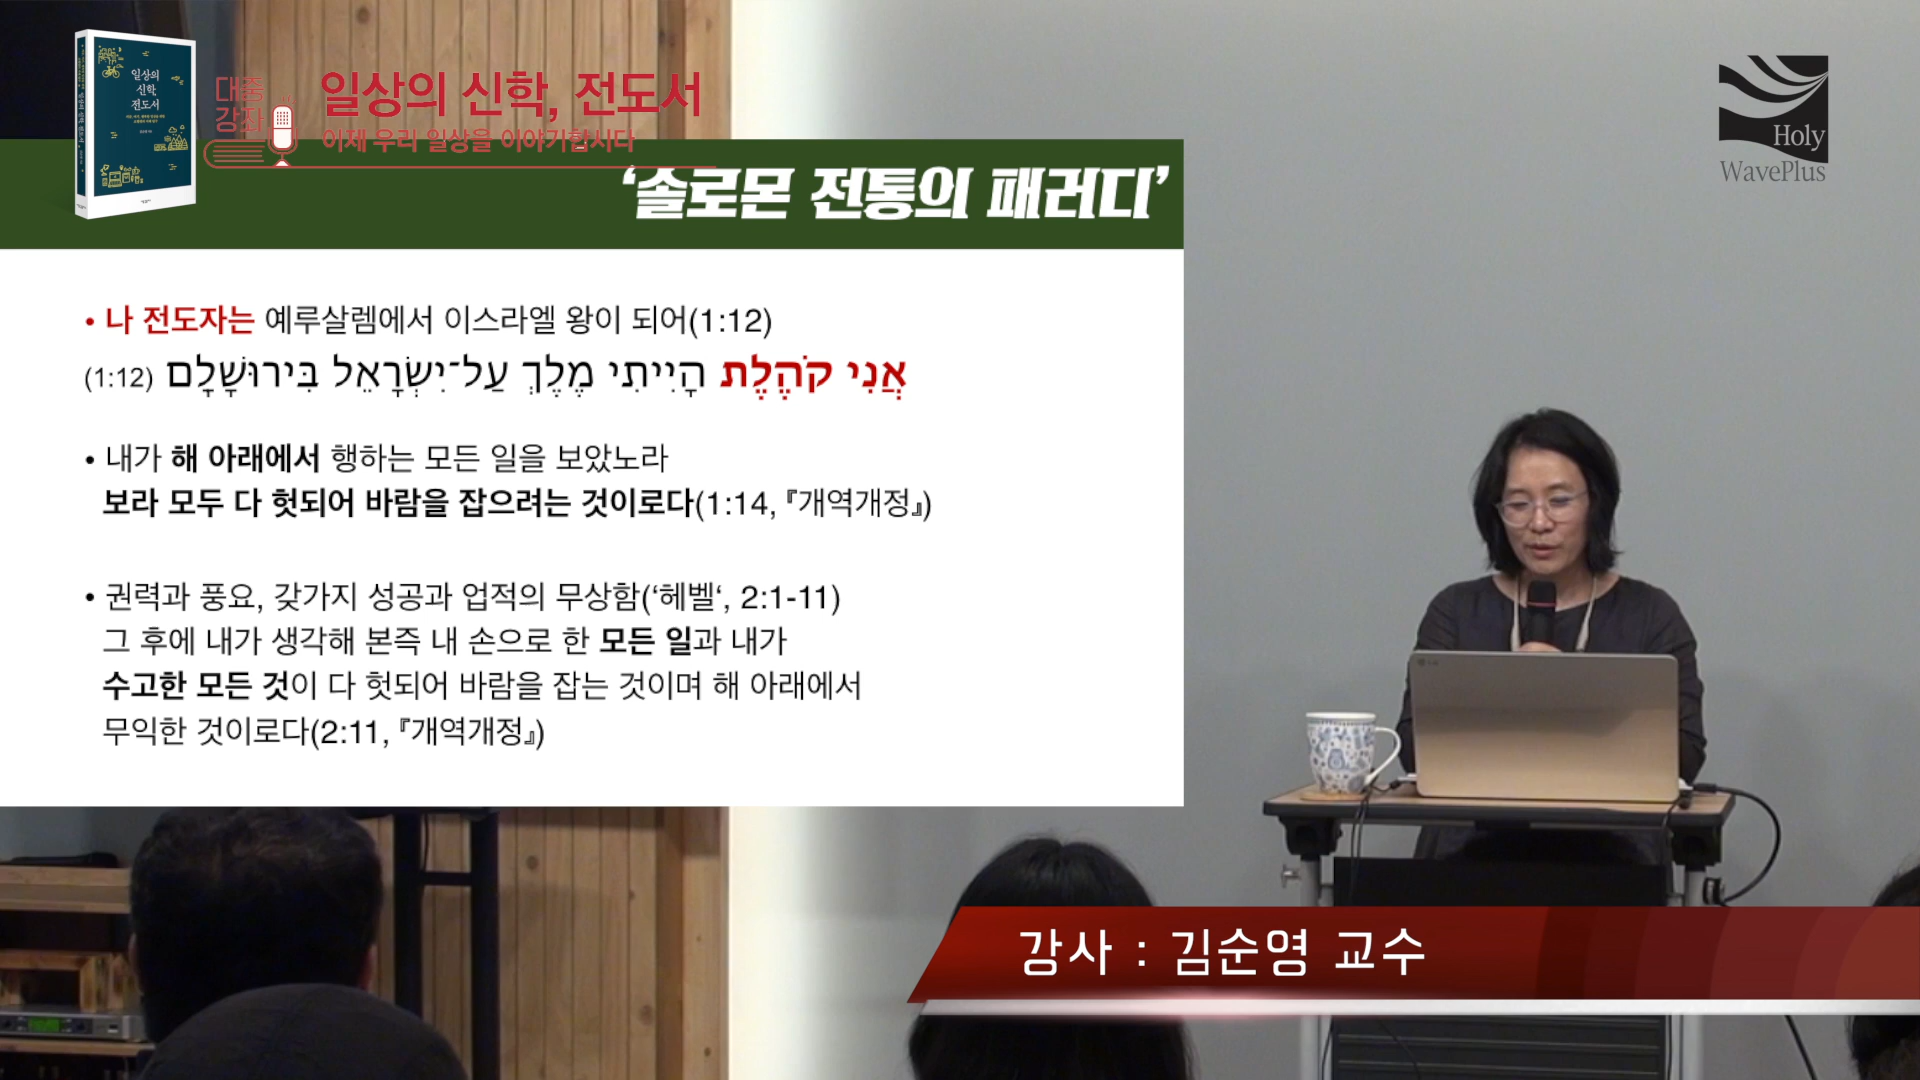 일상의
신학,
전도서
대중
강좌
일상의 신학, 전도서
이제 우리 일상을 이야기합시다
Holy
WavePlus
‘솔로몬 전통의 패러디’
• 나 전도자는 예루살렘에서 이스라엘 왕이 되어(1:12)
(1:12) אֲנִי קֹהֶלֶת הָיִיתִי מֶלֶךְ עַל־יִשְׂרָאֵל בִּירוּשָׁלָם
• 내가 해 아래에서 행하는 모든 일을 보았노라
보라 모두 다 헛되어 바람을 잡으려는 것이로다(1:14, 『개역개정』)
• 권력과 풍요, 갖가지 성공과 업적의 무상함(‘헤벨‘, 2:1-11)
그 후에 내가 생각해 본즉 내 손으로 한 모든 일과 내가
수고한 모든 것이 다 헛되어 바람을 잡는 것이며 해 아래에서
무익한 것이로다(2:11, 『개역개정』)
강사 : 김순영 교수